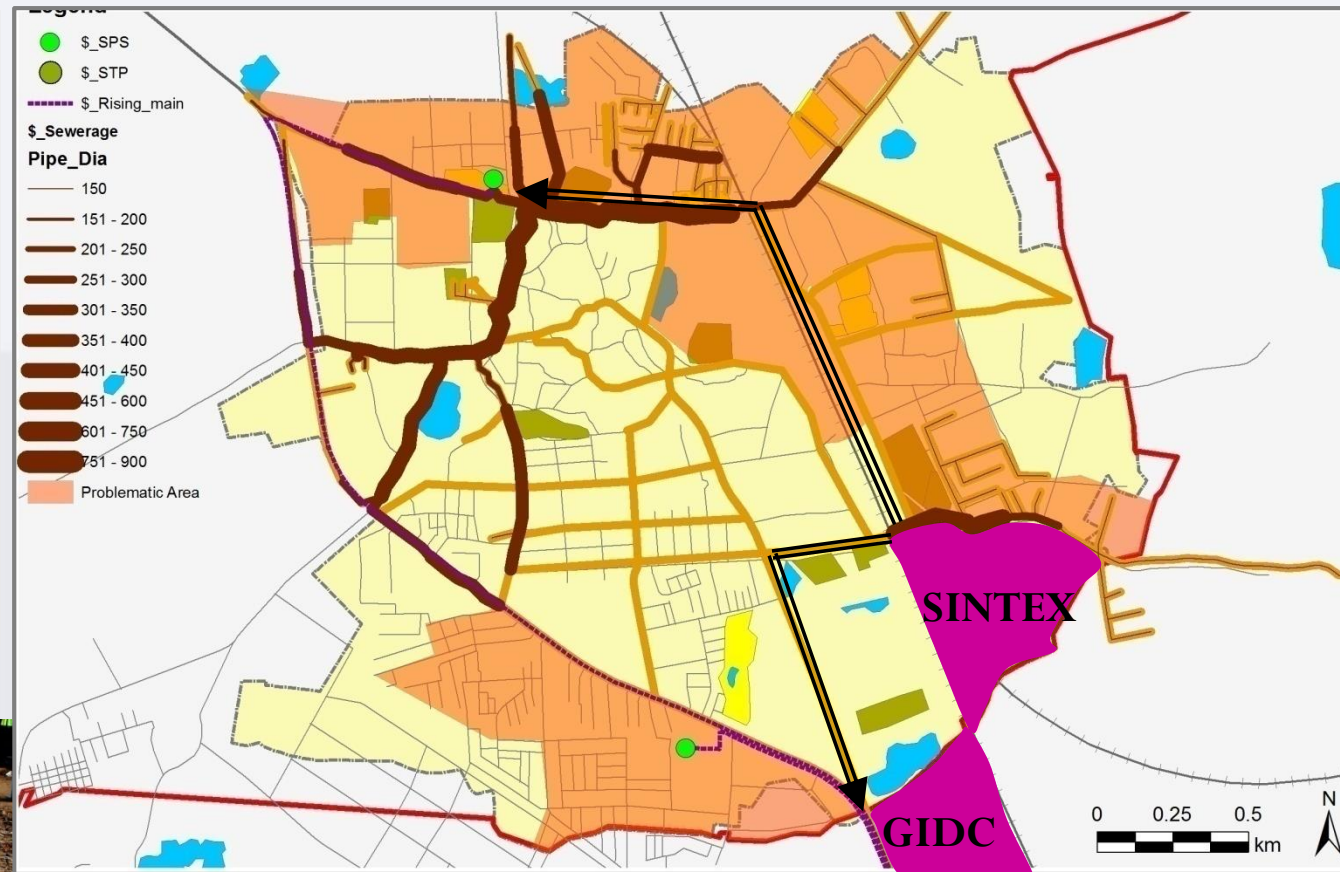 Legend
$_SPS
$_STP
$_Rising_main
$_Sewerage
Pipe_Dia
150
151 - 200
201 - 250
251 - 300
301 - 350
351 - 400
401 - 450
451 - 600
601 - 750
751 - 900
Problematic Area
SINTEX
GIDC
0 0.25 0.5
km
N